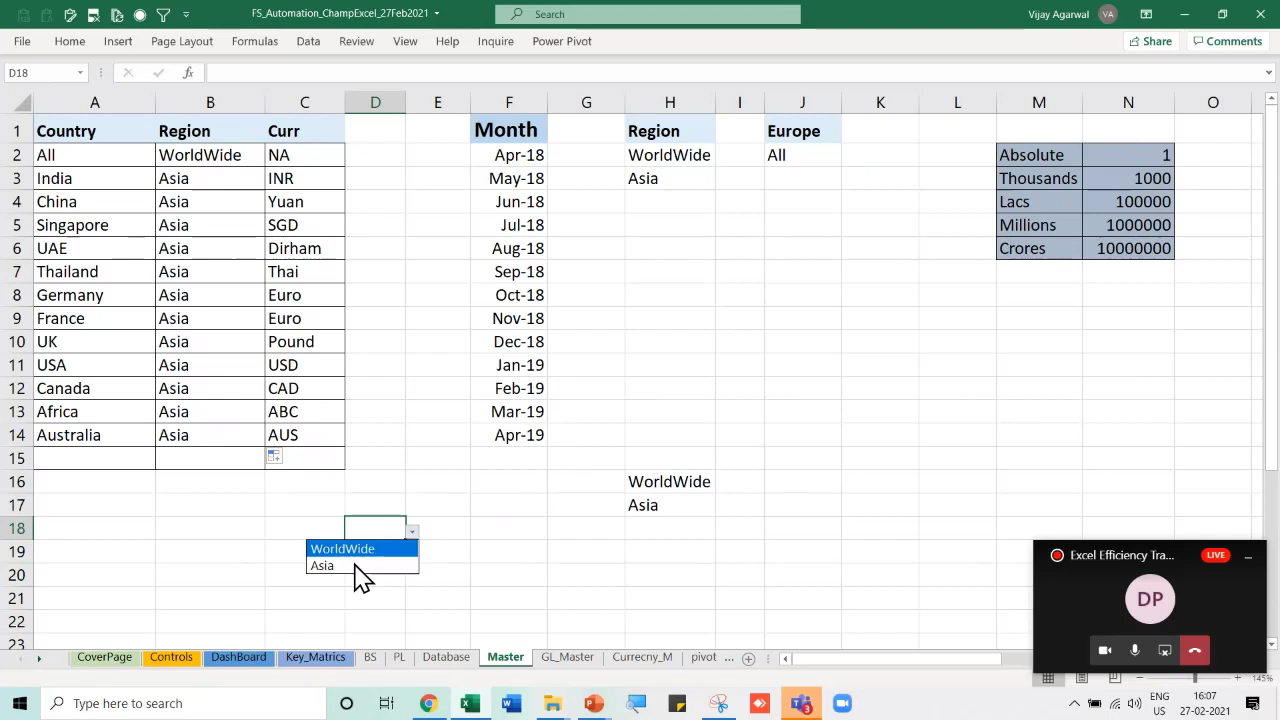 FS_Automation_ChampExcel_27Feb2021
Search
Vijay Agarwal
VA
File Home Insert Page Layout Formulas Data Review View Help Inquire Power Pivot
Share
Comments
D18
fx
A B C D E F G H I J K L M N O
1 Country Region Curr Month Region Europe
2 All WorldWide NA Apr-18 WorldWide All Absolute 1
3 India Asia INR May-18 Asia Thousands 1000
4 China Asia Yuan Jun-18 Lacs 100000
5 Singapore Asia SGD Jul-18 Millions 1000000
6 UAE Asia Dirham Aug-18 Crores 10000000
7 Thailand Asia Thai Sep-18
8 Germany Asia Euro Oct-18
9 France Asia Euro Nov-18
10 UK Asia Pound Dec-18
11 USA Asia USD Jan-19
12 Canada Asia CAD Feb-19
13 Africa Asia ABC Mar-19
14 Australia Asia AUS Apr-19
15
16 WorldWide
17 Asia
18
19 WorldWide
20 Asia
21
22
23
Excel Efficiency Tra... LIVE
DP
CoverPage Controls DashBoard Key_Matrics BS PL Database Master GL_Master Currecny_M pivot ...
145%
Type here to search
3
ENG
US
16:07
27-02-2021